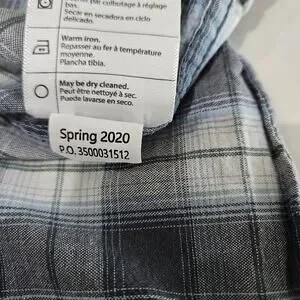 par culbutage à réglage
bas.
Secar en secadora en ciclo
delicado.
Warm iron.
Repasser au fer à température
moyenne.
Plancha tibia.
May be dry cleaned.
Peut être nettoyé à sec.
Puede lavarse en seco.
Spring 2020
P.O. 3500031512